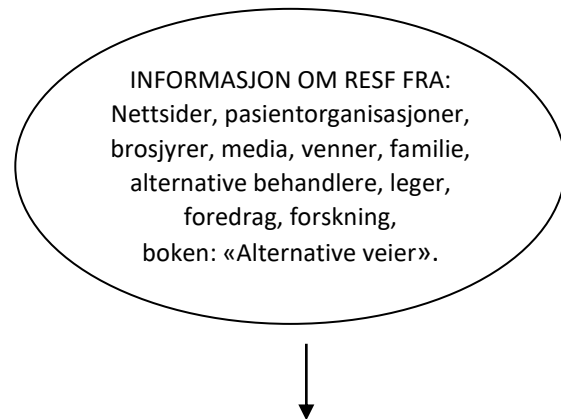 INFORMASJON OM RESF FRA:
Nettsider, pasientorganisasjoner,
brosjyrer, media, venner, familie,
alternative behandlere, leger,
foredrag, forskning,
boken: «Alternative veier».